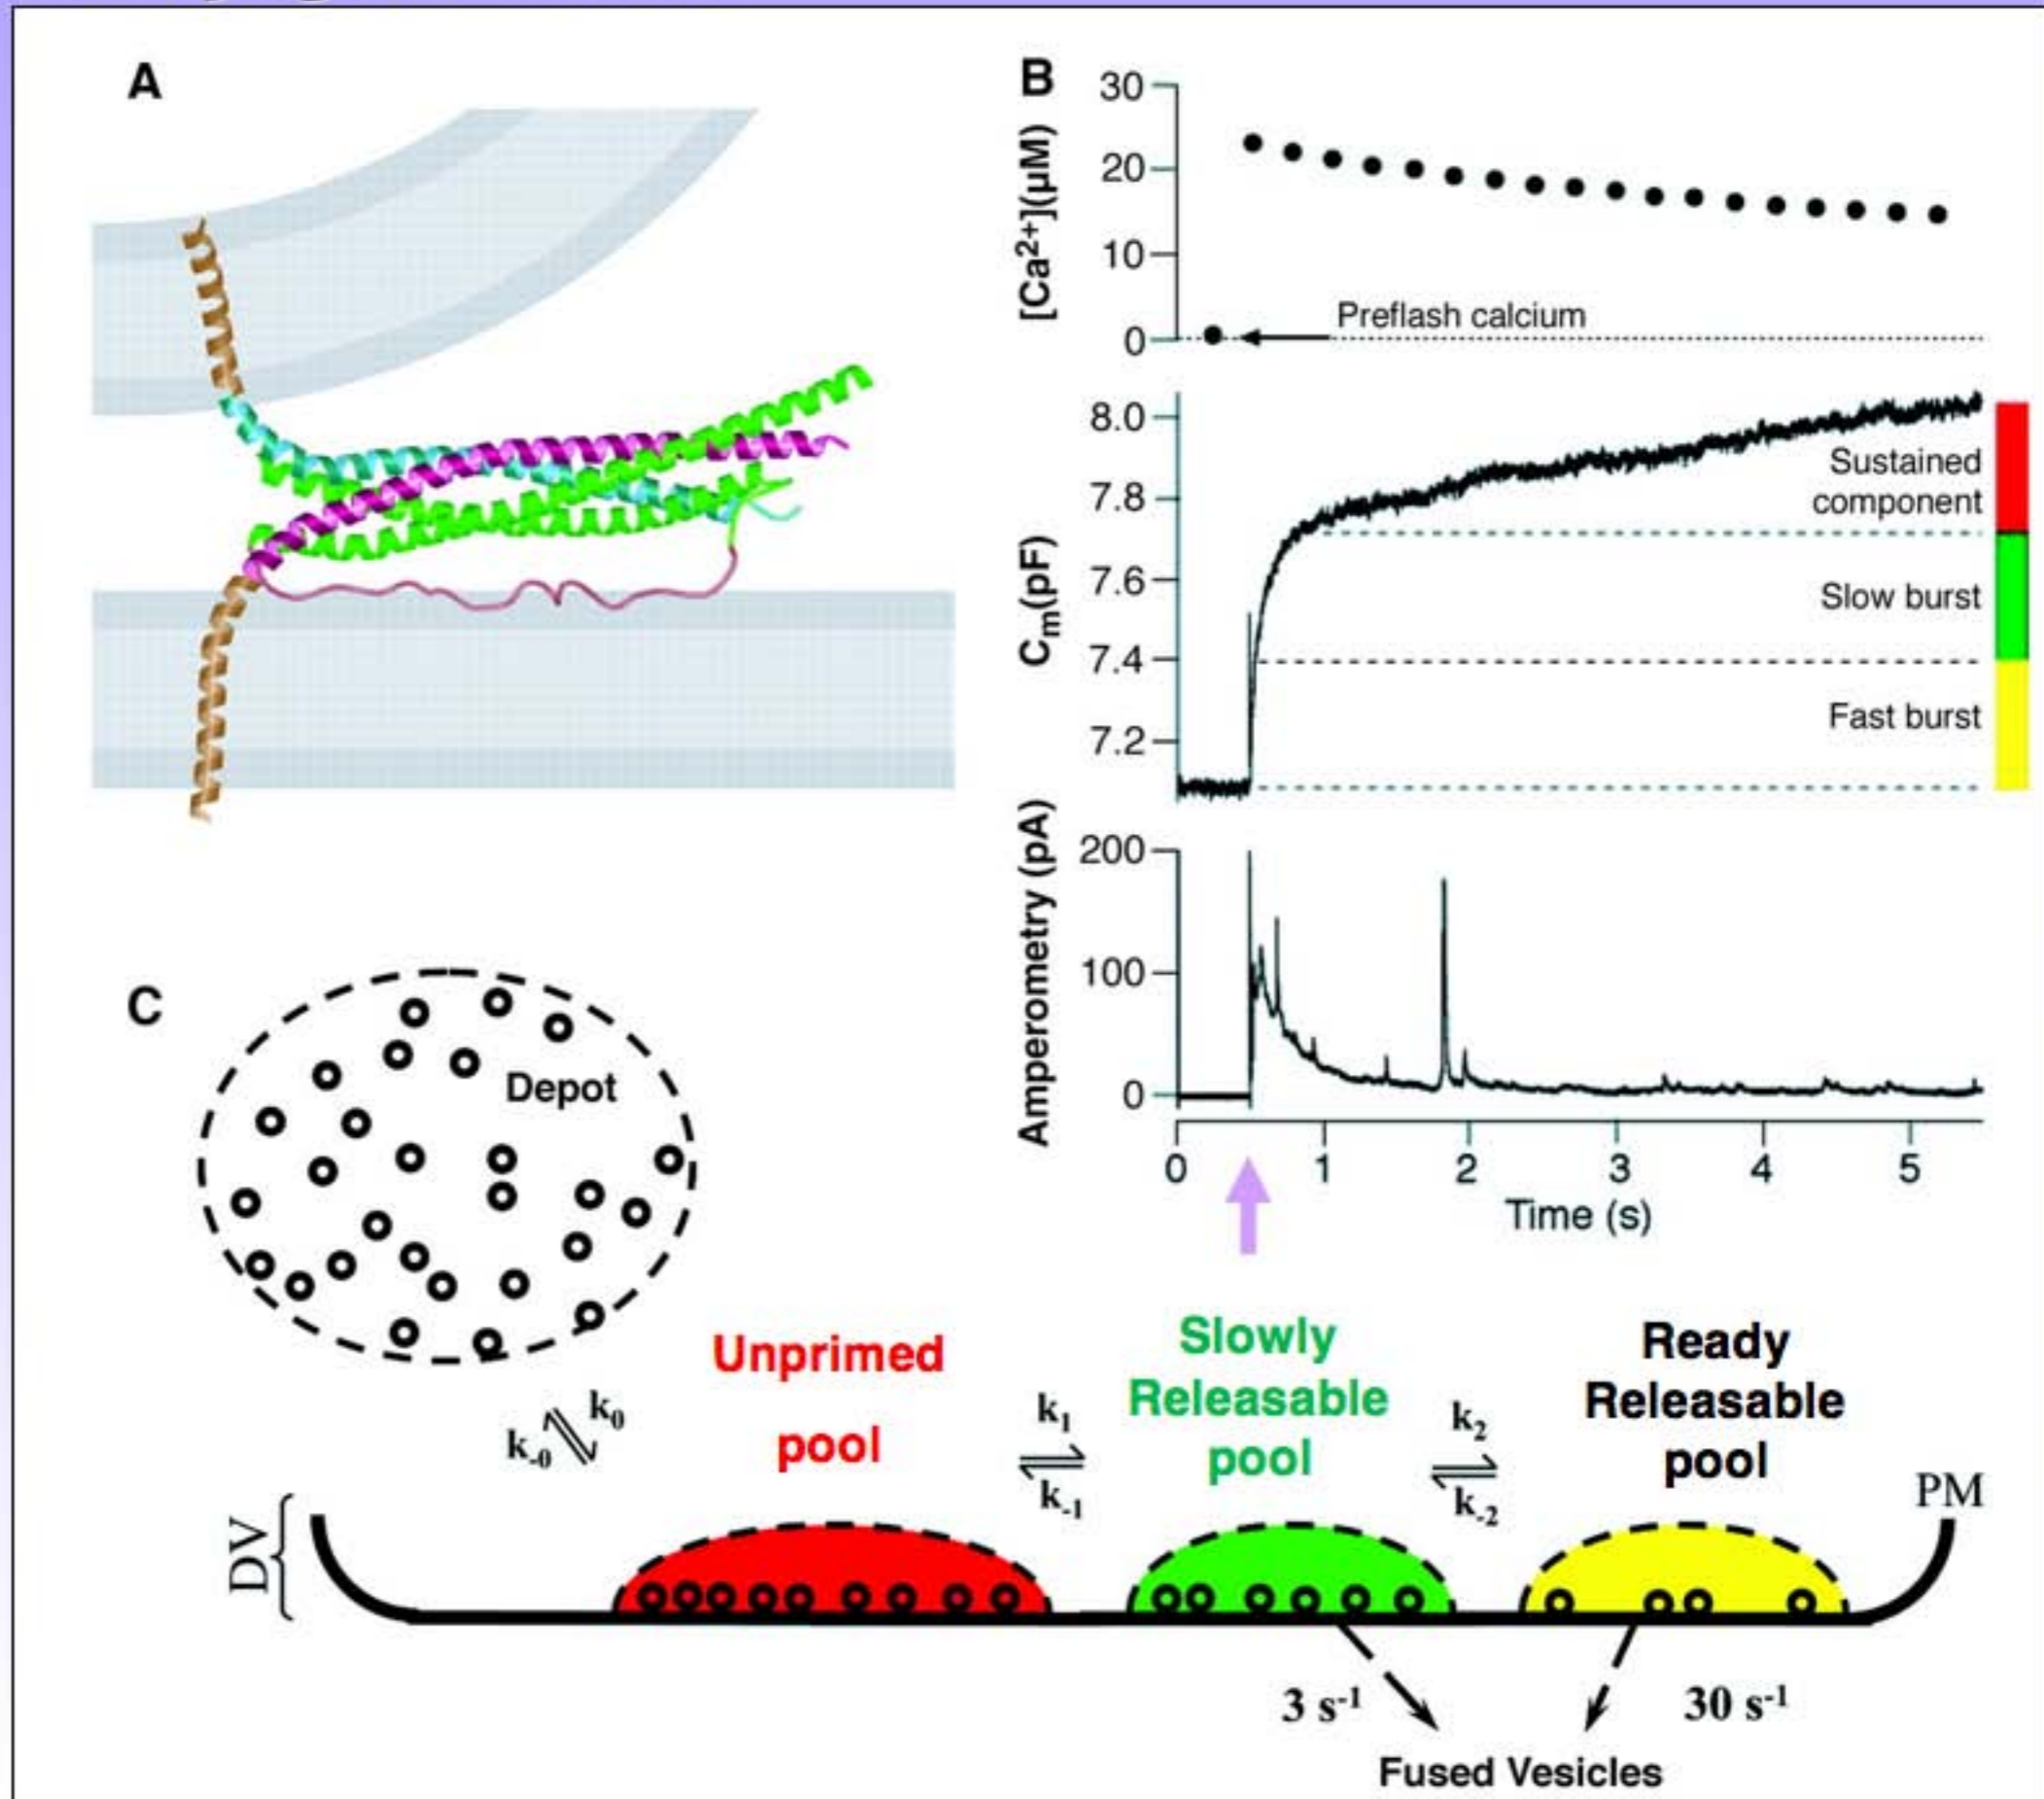 A
B
30
20
10
0
[Ca2+](µM)
Preflash calcium
8.0
7.8
7.6
7.4
7.2
Cm(pF)
Sustained
component
Slow burst
Fast burst
200
100
0
Amperometry (pA)
0 1 2 3 4 5
Time (s)
C
Depot
k-0
k0
Unprimed
pool
k1
k-1
Slowly
Releasable
pool
k2
k-2
Ready
Releasable
pool
DV
PM
3 s-1
30 s-1
Fused Vesicles